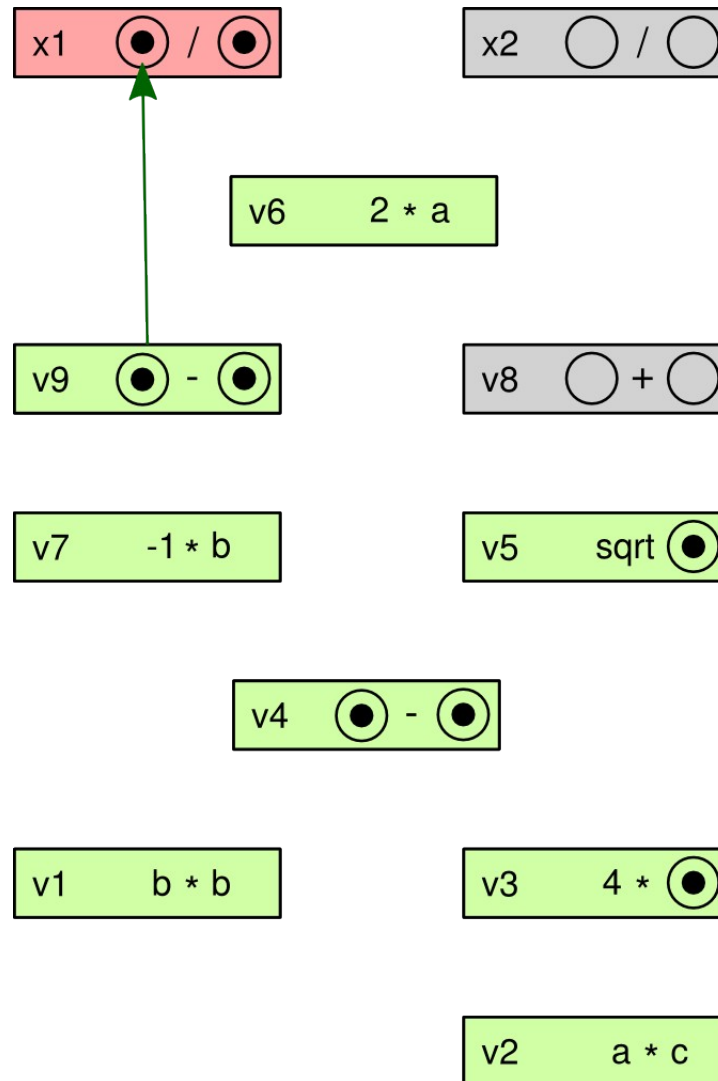 x1 /
x2 /
v6 2 * a
v9 -
v8 +
v7 -1 * b
v5 sqrt
v4 -
v1 b * b
v3 4 *
v2 a * c